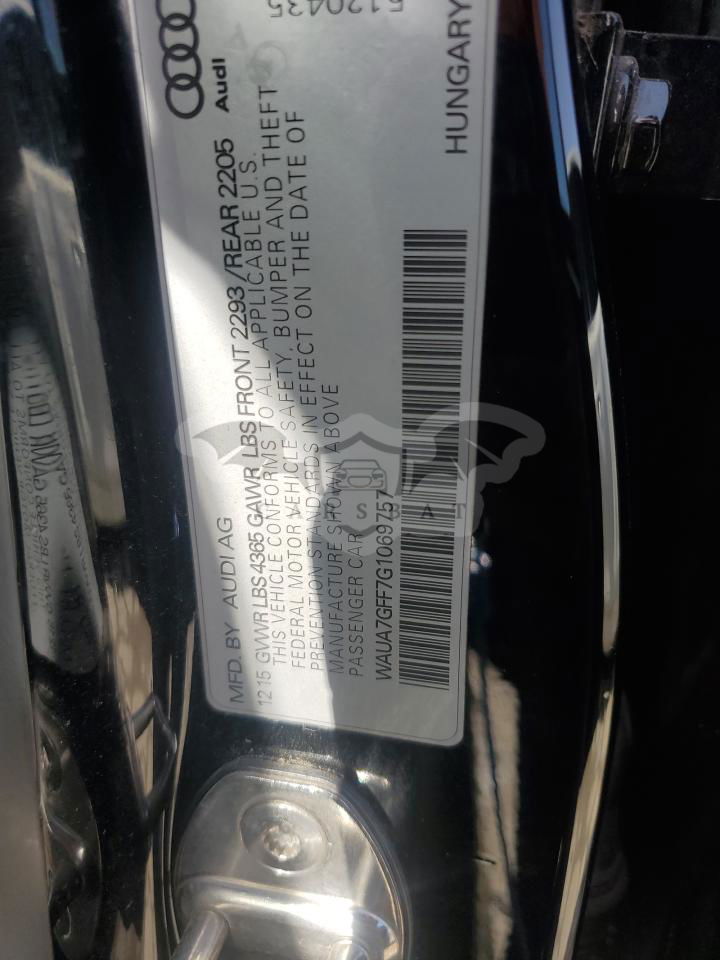 Audi
5120435
HUNGARY
MFD. BY AUDI AG
12 15 GVWR LBS 4365 GAWR LBS FRONT 2293 / REAR 2205
THIS VEHICLE CONFORMS TO ALL APPLICABLE U.S.
FEDERAL MOTOR VEHICLE SAFETY, BUMPER AND THEFT
PREVENTION STANDARDS IN EFFECT ON THE DATE OF
MANUFACTURE SHOWN ABOVE
PASSENGER CAR
WAUA7GFF7G1069757